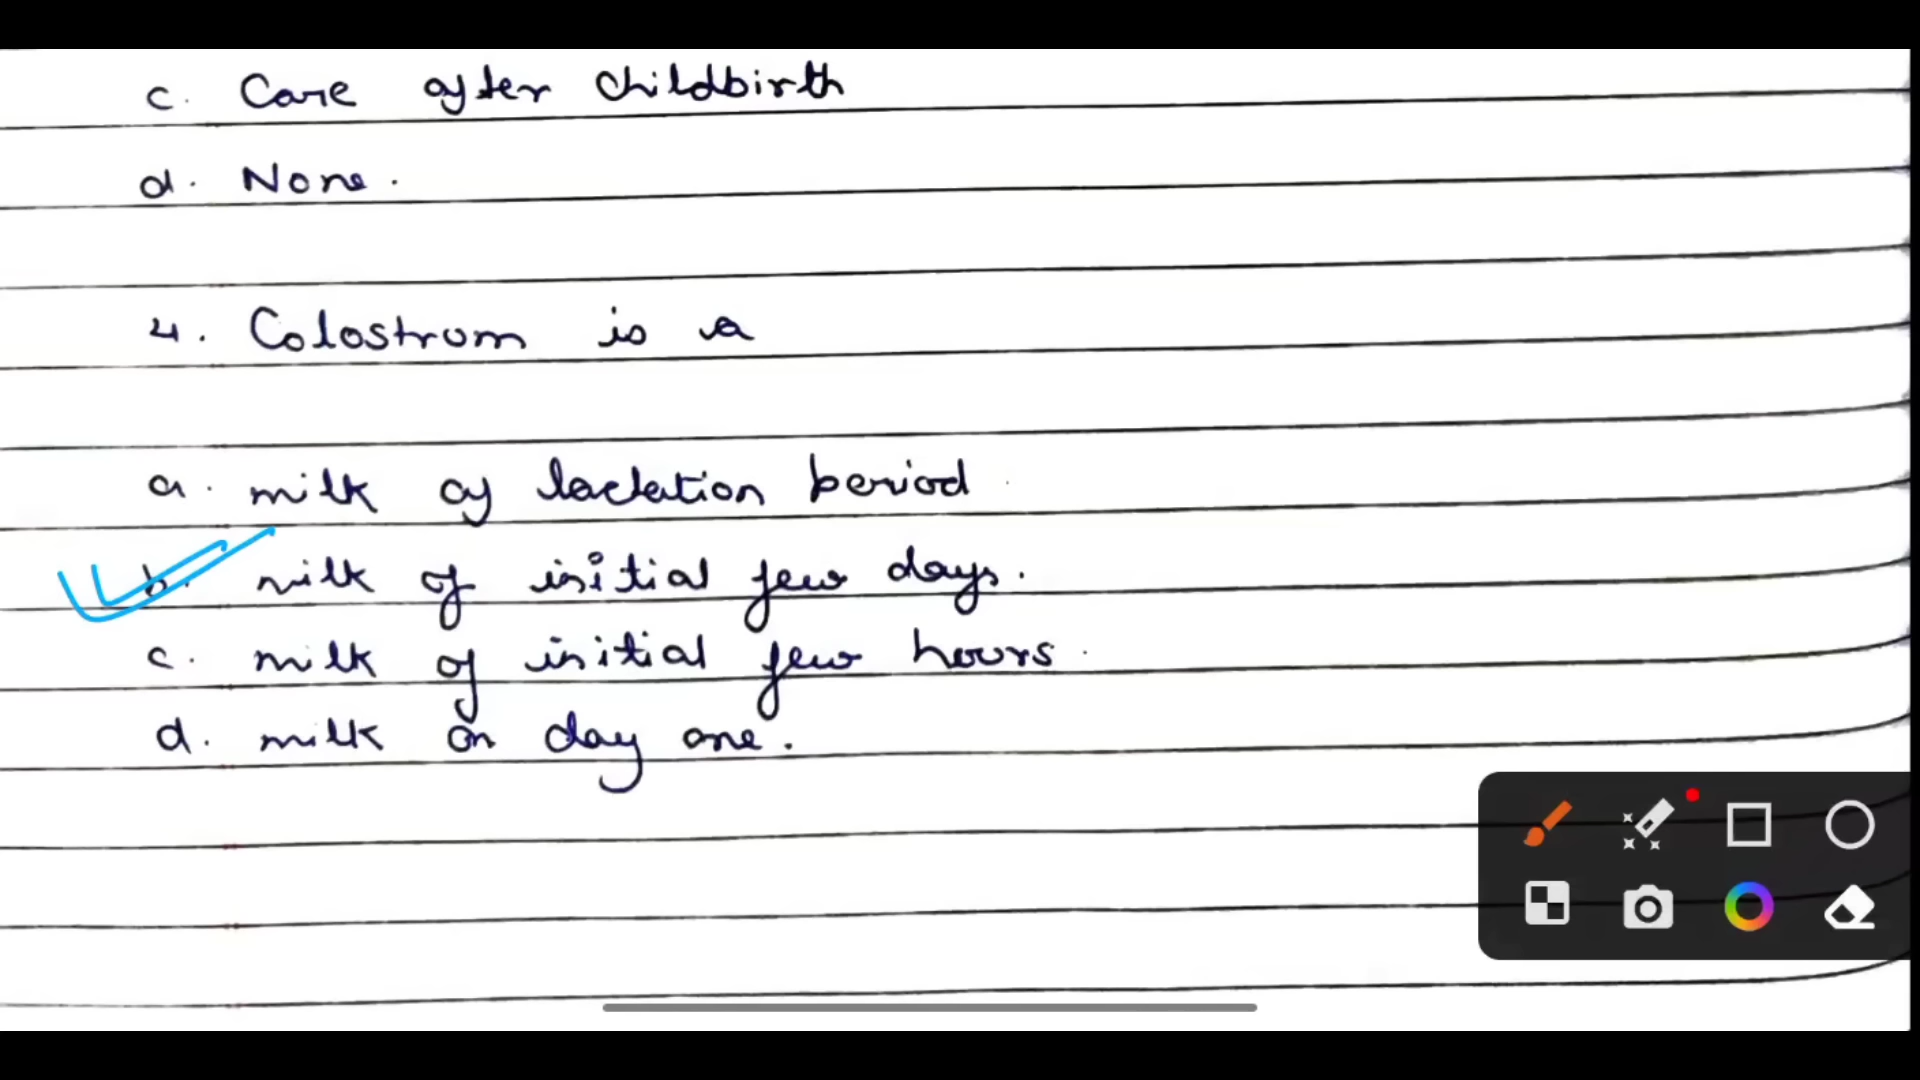 c. Care after childbirth
d. None.
4. Colostrum is a
a. milk of lactation period
b. milk of initial few days.
c. milk of initial few hours.
d. milk on day one.